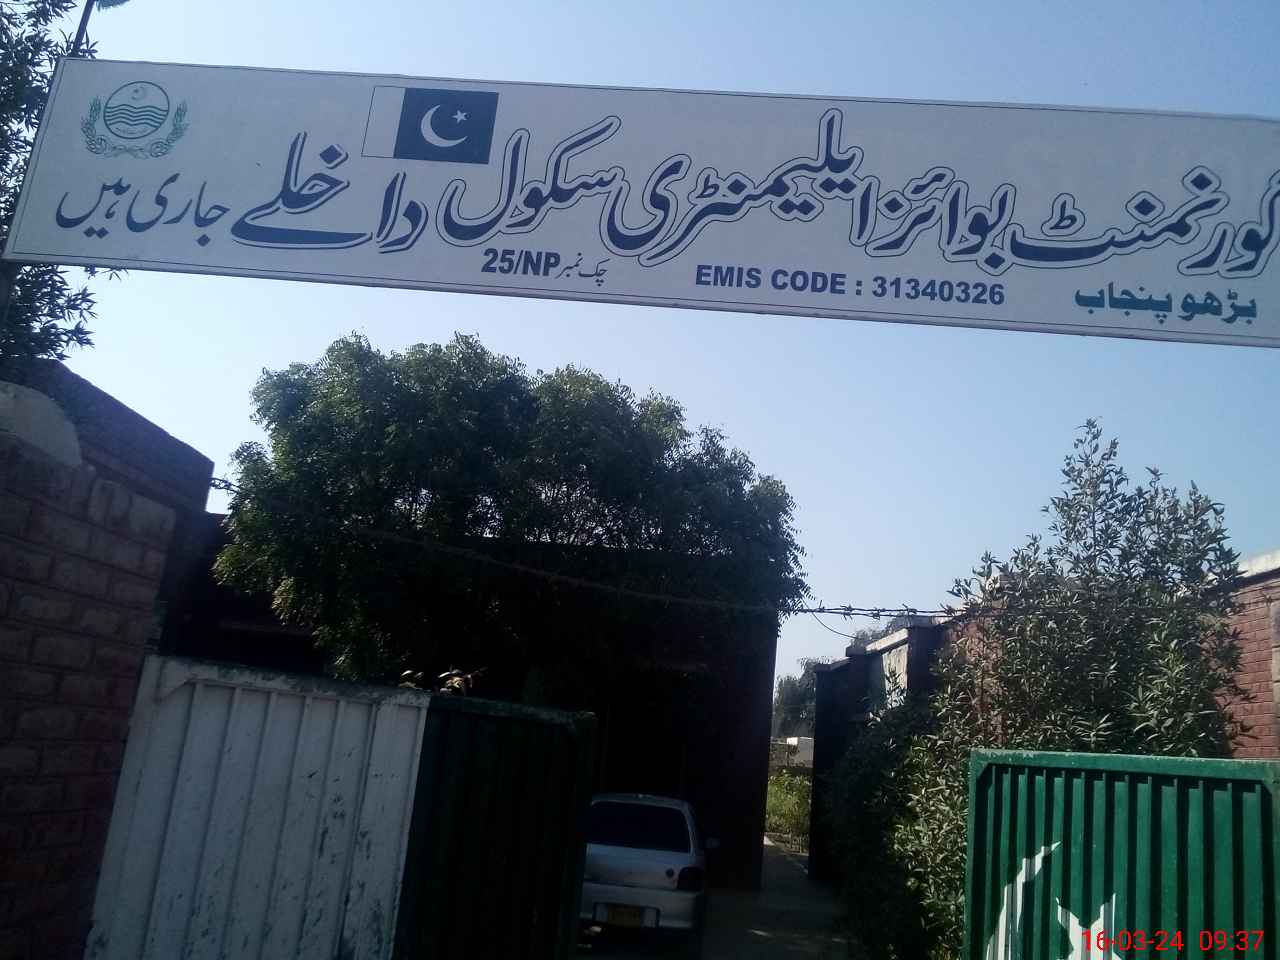 گورنمنٹ بوائز ایلیمنٹری سکول داخلے جاری ہیں
بڑھو پنجاب
EMIS CODE : 31340326
چک نمبر 25/NP
16-03-24 09:37